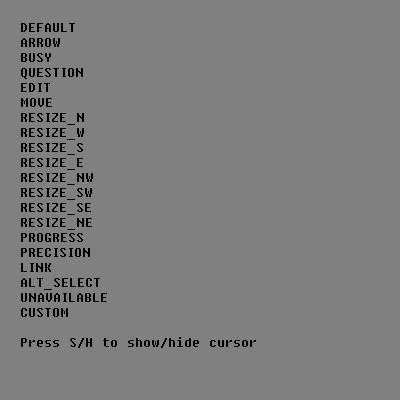 DEFAULT
ARROW
BUSY
QUESTION
EDIT
MOVE
RESIZE_N
RESIZE_W
RESIZE_S
RESIZE_E
RESIZE_NW
RESIZE_SW
RESIZE_SE
RESIZE_NE
PROGRESS
PRECISION
LINK
ALT_SELECT
UNAVAILABLE
CUSTOM
Press S/H to show/hide cursor